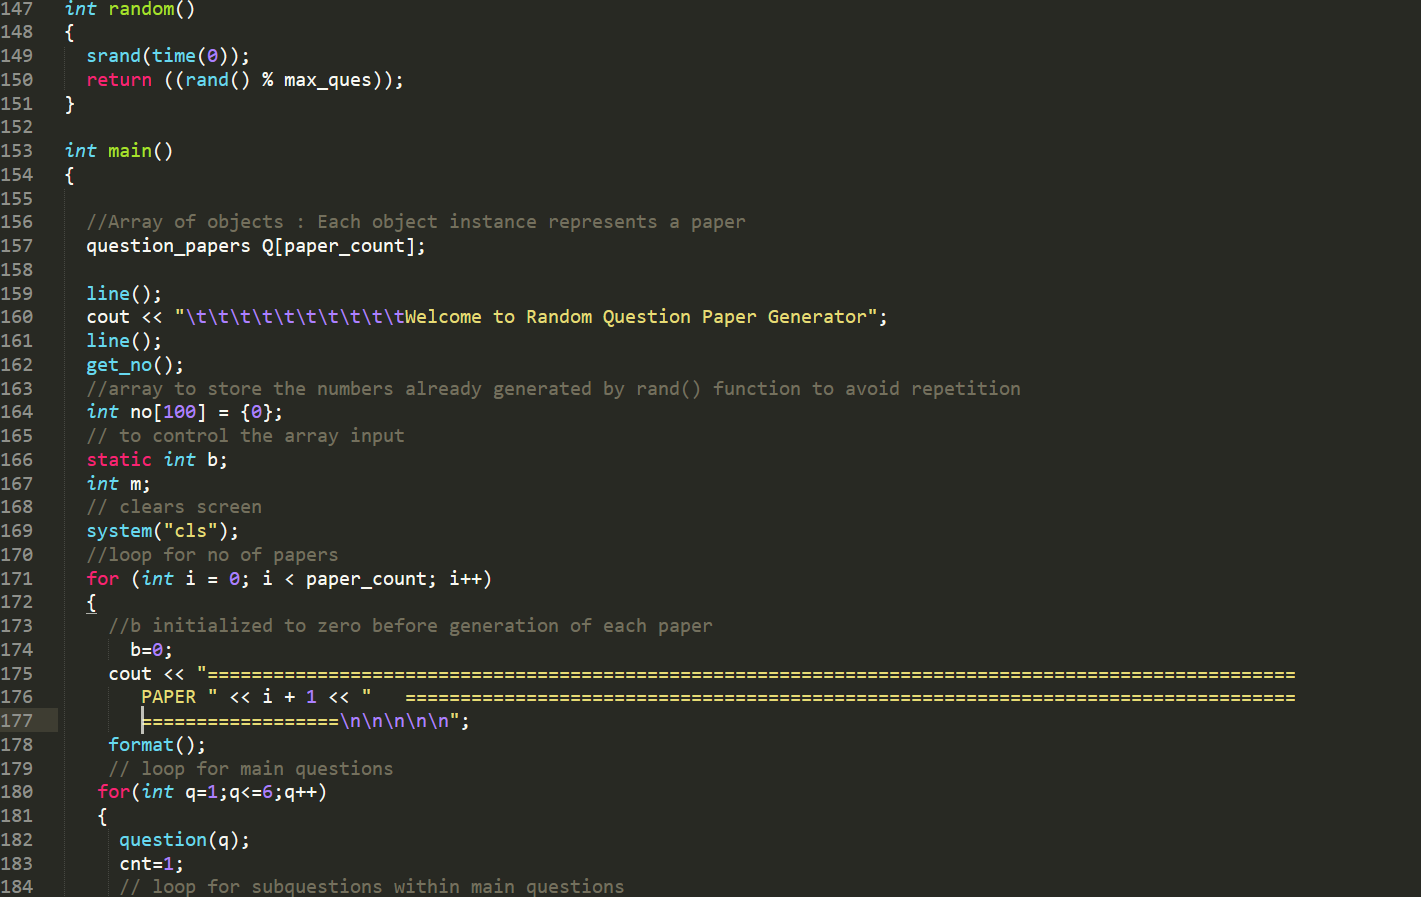 147 int random()
148 {
149 srand(time(0));
150 return ((rand() % max_ques));
151 }
152
153 int main()
154 {
155
156 //Array of objects : Each object instance represents a paper
157 question_papers Q[paper_count];
158
159 line();
160 cout << "\t\t\t\t\t\t\t\t\t\tWelcome to Random Question Paper Generator";
161 line();
162 get_no();
163 //array to store the numbers already generated by rand() function to avoid repetition
164 int no[100] = {0};
165 // to control the array input
166 static int b;
167 int m;
168 // clears screen
169 system("cls");
170 //loop for no of papers
171 for (int i = 0; i < paper_count; i++)
172 {
173 //b initialized to zero before generation of each paper
174 b=0;
175 cout << "===================================================================================================
176 PAPER " << i + 1 << "   =================================================================================
177 ==================\n\n\n\n\n";
178 format();
179 // loop for main questions
180 for(int q=1;q<=6;q++)
181 {
182 question(q);
183 cnt=1;
184 // loop for subquestions within main questions